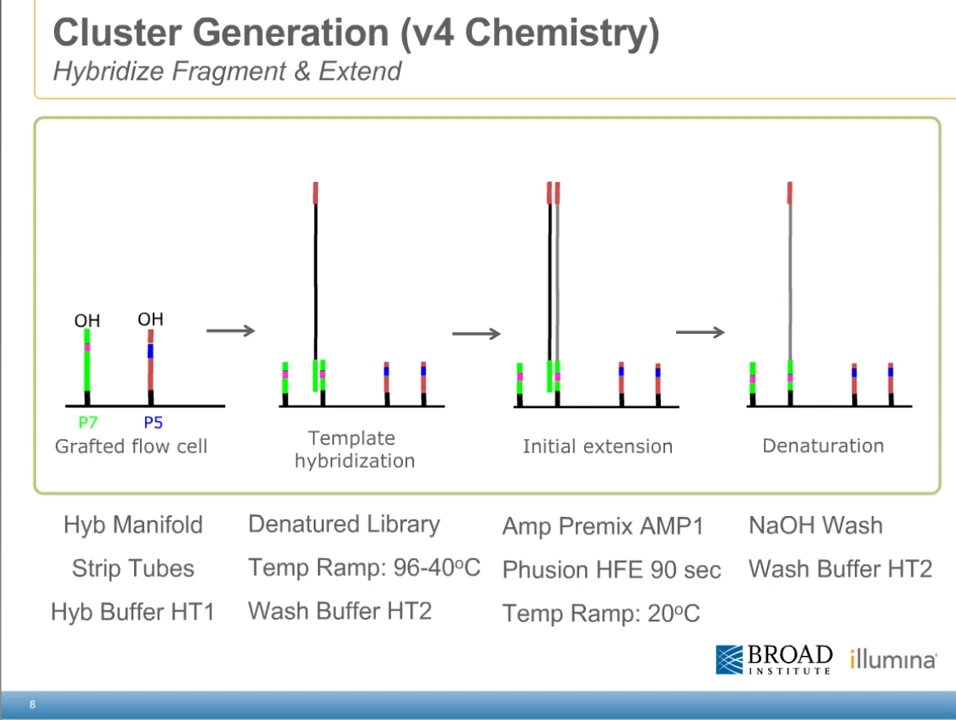 Cluster Generation (v4 Chemistry)
Hybridize Fragment & Extend
OH
OH
P7
P5
Grafted flow cell
Template
hybridization
Initial extension
Denaturation
Hyb Manifold
Strip Tubes
Hyb Buffer HT1
Denatured Library
Temp Ramp: 96-40ºC
Wash Buffer HT2
Amp Premix AMP1
Phusion HFE 90 sec
Temp Ramp: 20ºC
NaOH Wash
Wash Buffer HT2
BROAD
INSTITUTE
illumina
8